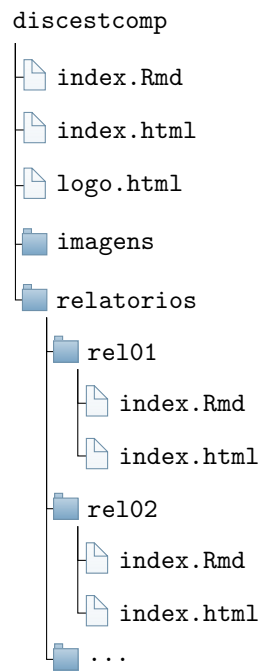 discestcomp
index.Rmd
index.html
logo.html
imagens
relatorios
rel01
index.Rmd
index.html
rel02
index.Rmd
index.html
...